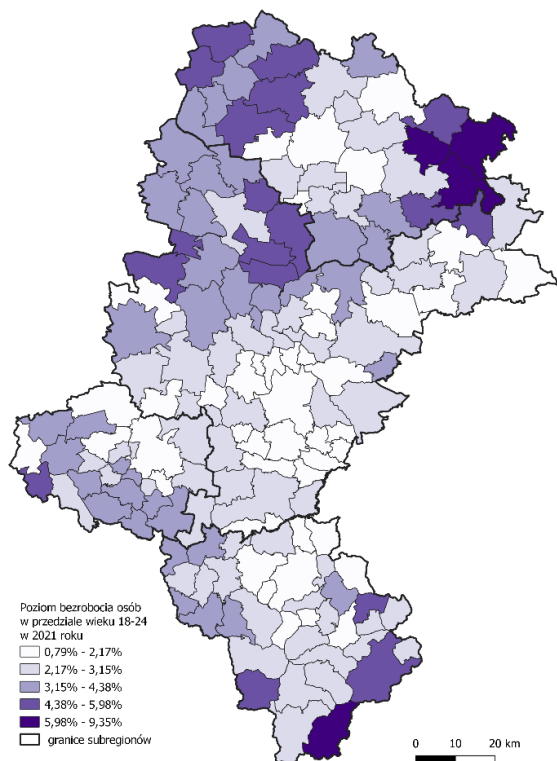 Poziom bezrobocia osób
w przedziale wieku 18-24
w 2021 roku
0,79% - 2,17%
2,17% - 3,15%
3,15% - 4,38%
4,38% - 5,98%
5,98% - 9,35%
granice subregionów
0 10 20 km